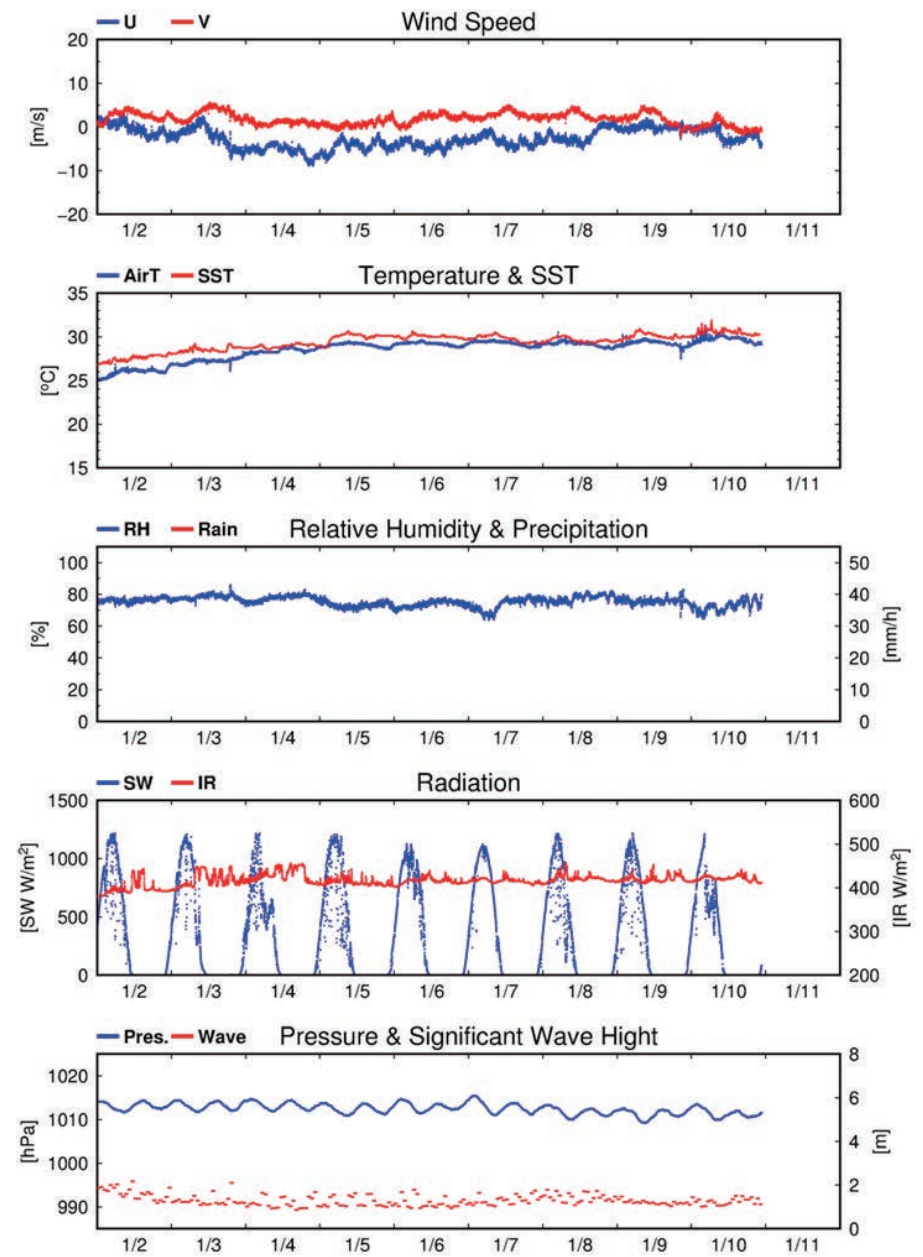 U V Wind Speed
20
10
0
−10
−20
[m/s]
1/2 1/3 1/4 1/5 1/6 1/7 1/8 1/9 1/10 1/11
AirT SST Temperature & SST
35
30
25
20
15
[°C]
1/2 1/3 1/4 1/5 1/6 1/7 1/8 1/9 1/10 1/11
RH Rain Relative Humidity & Precipitation
100 50
80 40
60 30
40 20
20 10
0 0
[%] [mm/h]
1/2 1/3 1/4 1/5 1/6 1/7 1/8 1/9 1/10 1/11
SW IR Radiation
1500 600
500
1000 400
500 300
0 200
[SW W/m²] [IR W/m²]
1/2 1/3 1/4 1/5 1/6 1/7 1/8 1/9 1/10 1/11
Pres. Wave Pressure & Significant Wave Hight
8
1020
6
1010
4
1000
2
990
0
[hPa] [m]
1/2 1/3 1/4 1/5 1/6 1/7 1/8 1/9 1/10 1/11